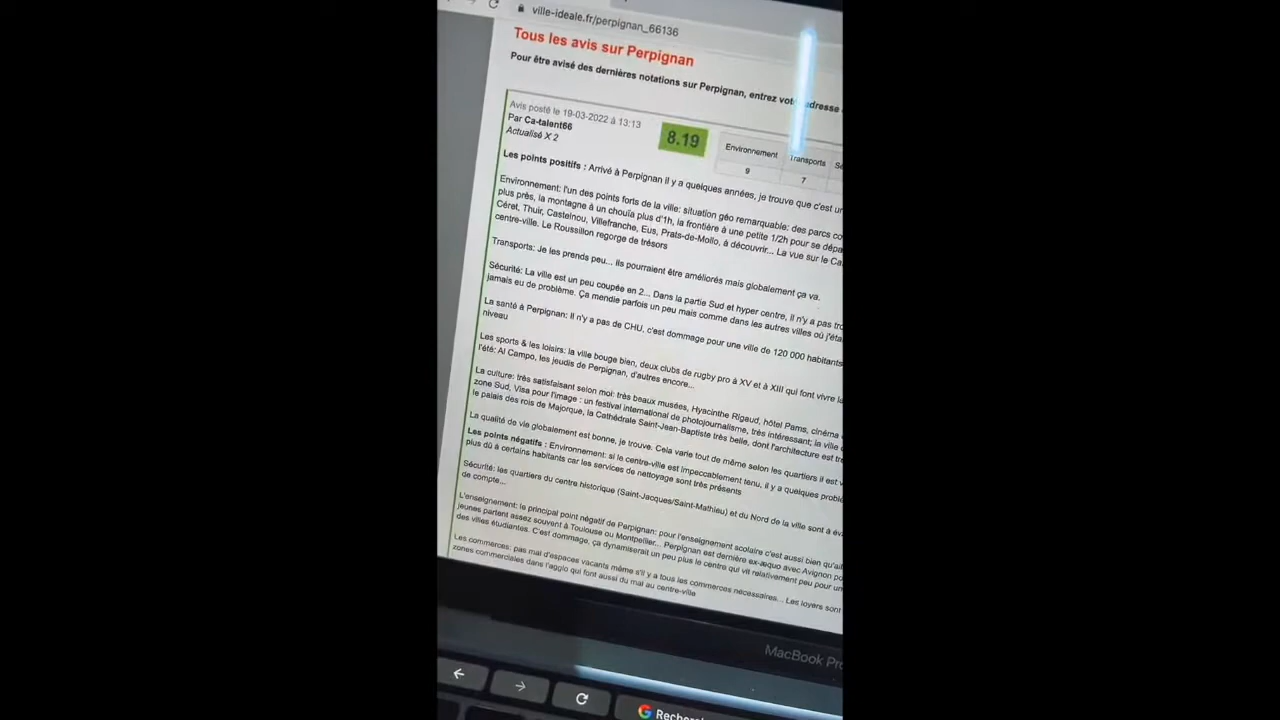 ville-ideale.fr/perpignan_66136
Tous les avis sur Perpignan
Pour être avisé des dernières notations sur Perpignan, entrez votre adresse
Avis posté le 19-03-2022 à 13:13
Par Ca-talent66
Actualisé X 2
8.19
Environnement
Transports
9
7
Les points positifs : Arrivé à Perpignan il y a quelques années, je trouve que c'est un
Environnement: l'un des points forts de la ville: situation géo remarquable: des parcs co
plus près, la montagne à un chouïa plus d'1h, la frontière à une petite 1/2h pour se dépa
Céret, Thuir, Castelnou, Villefranche, Eus, Prats-de-Mollo, à découvrir... La vue sur le Ca
centre-ville. Le Roussillon regorge de trésors
Transports: Je les prends peu... Ils pourraient être améliorés mais globalement ça va.
Sécurité: La ville est un peu coupée en 2... Dans la partie Sud et hyper centre, il n'y a pas tro
jamais eu de problème. Ça mendie parfois un peu mais comme dans les autres villes où j'éta
La santé à Perpignan: Il n'y a pas de CHU, c'est dommage pour une ville de 120 000 habitants
niveau
Les sports & les loisirs: la ville bouge bien, deux clubs de rugby pro à XV et à XIII qui font vivre la
l'été: Al Campo, les jeudis de Perpignan, d'autres encore...
La culture: très satisfaisant selon moi: très beaux musées, Hyacinthe Rigaud, hôtel Pams, cinéma
zone Sud, Visa pour l'image : un festival international de photojournalisme, très intéressant; la ville
le palais des rois de Majorque, la Cathédrale Saint-Jean-Baptiste très belle, dont l'architecture est tr
La qualité de vie globalement est bonne, je trouve. Cela varie tout de même selon les quartiers il est v
Les points négatifs : Environnement: si le centre-ville est impeccablement tenu, il y a quelques problé
plus dû à certains habitants car les services de nettoyage sont très présents
Sécurité: les quartiers du centre historique (Saint-Jacques/Saint-Mathieu) et du Nord de la ville sont à év
de compte...
L'enseignement: le principal point négatif de Perpignan: pour l'enseignement scolaire c'est aussi bien qu'ail
jeunes partent assez souvent à Toulouse ou Montpellier... Perpignan est dernière ex-æquo avec Avignon po
des villes étudiantes. C'est dommage, ça dynamiserait un peu plus le centre qui vit relativement peu pour un
Les commerces: pas mal d'espaces vacants même s'il y a tous les commerces nécessaires... Les loyers sont
zones commerciales dans l'agglo qui font aussi du mal au centre-ville
MacBook Pro
G Recherc